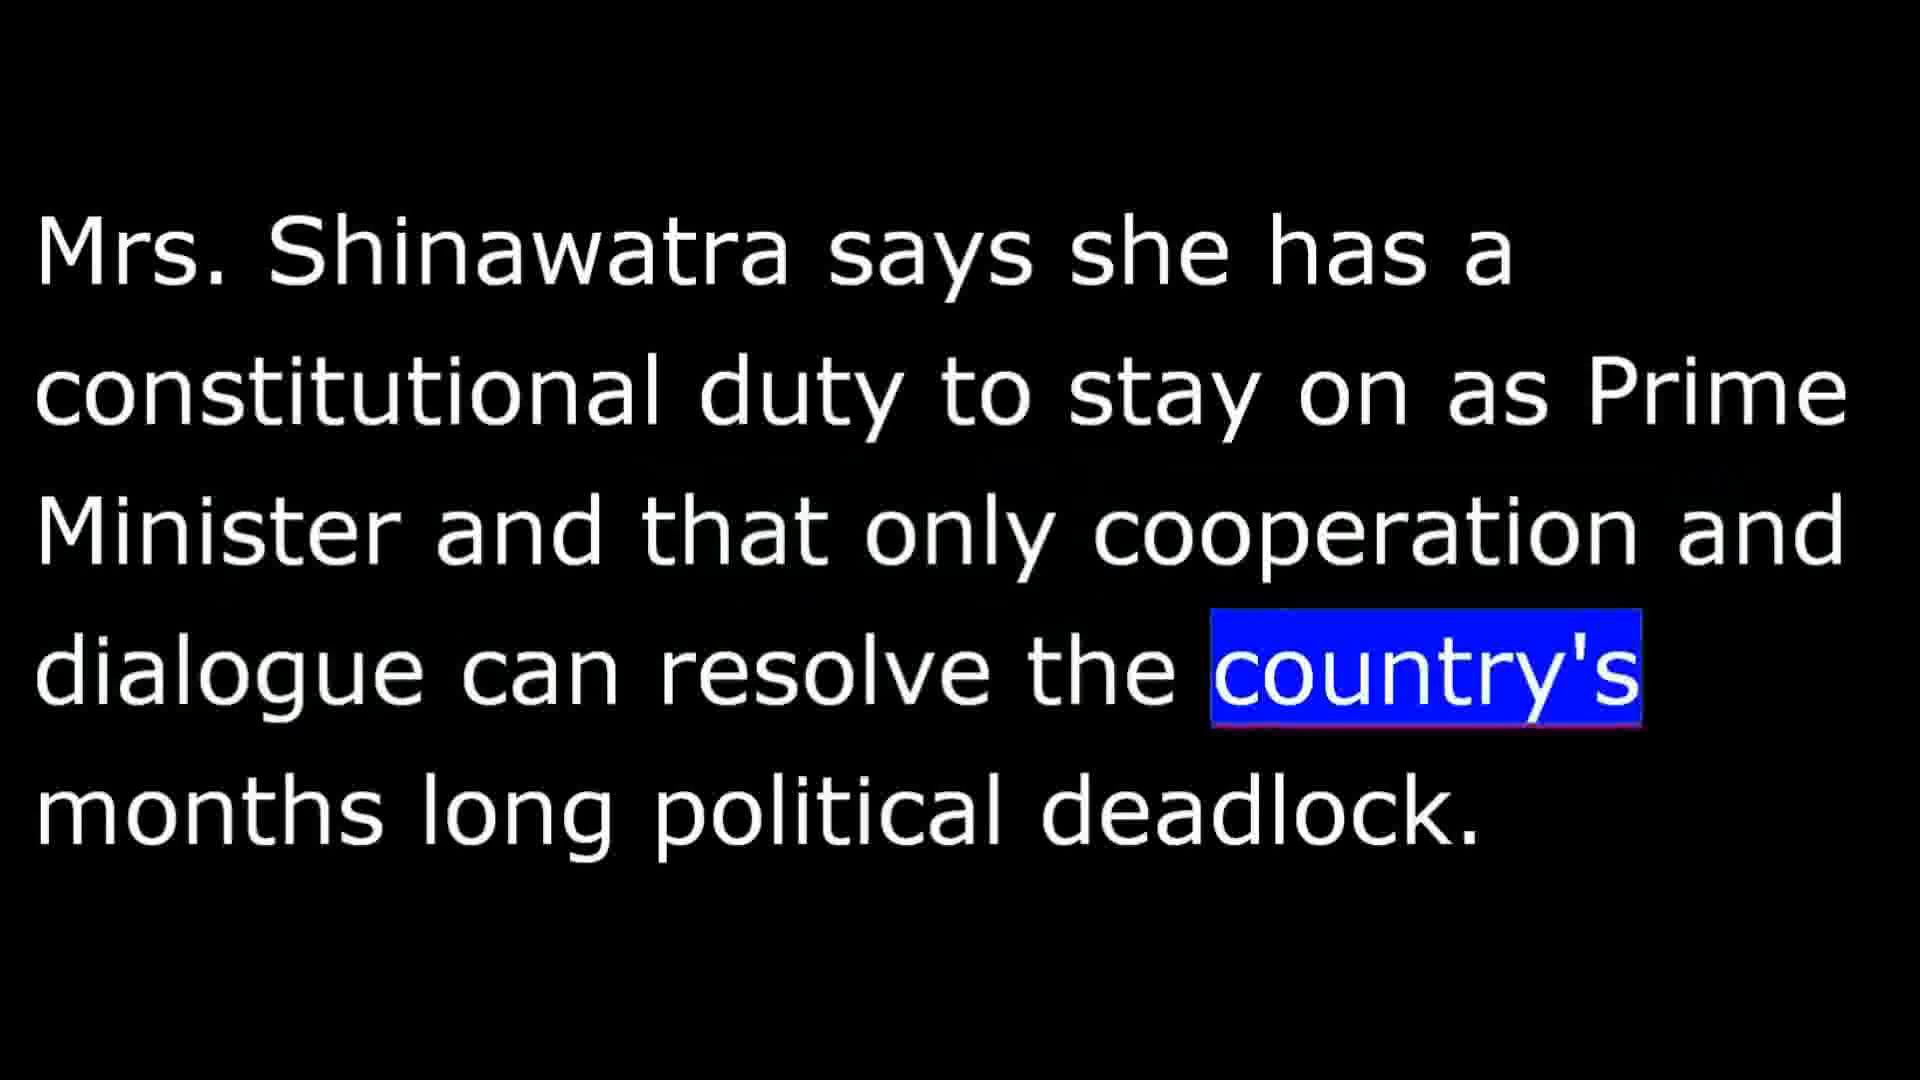 Mrs. Shinawatra says she has a
constitutional duty to stay on as Prime
Minister and that only cooperation and
dialogue can resolve the country's
months long political deadlock.